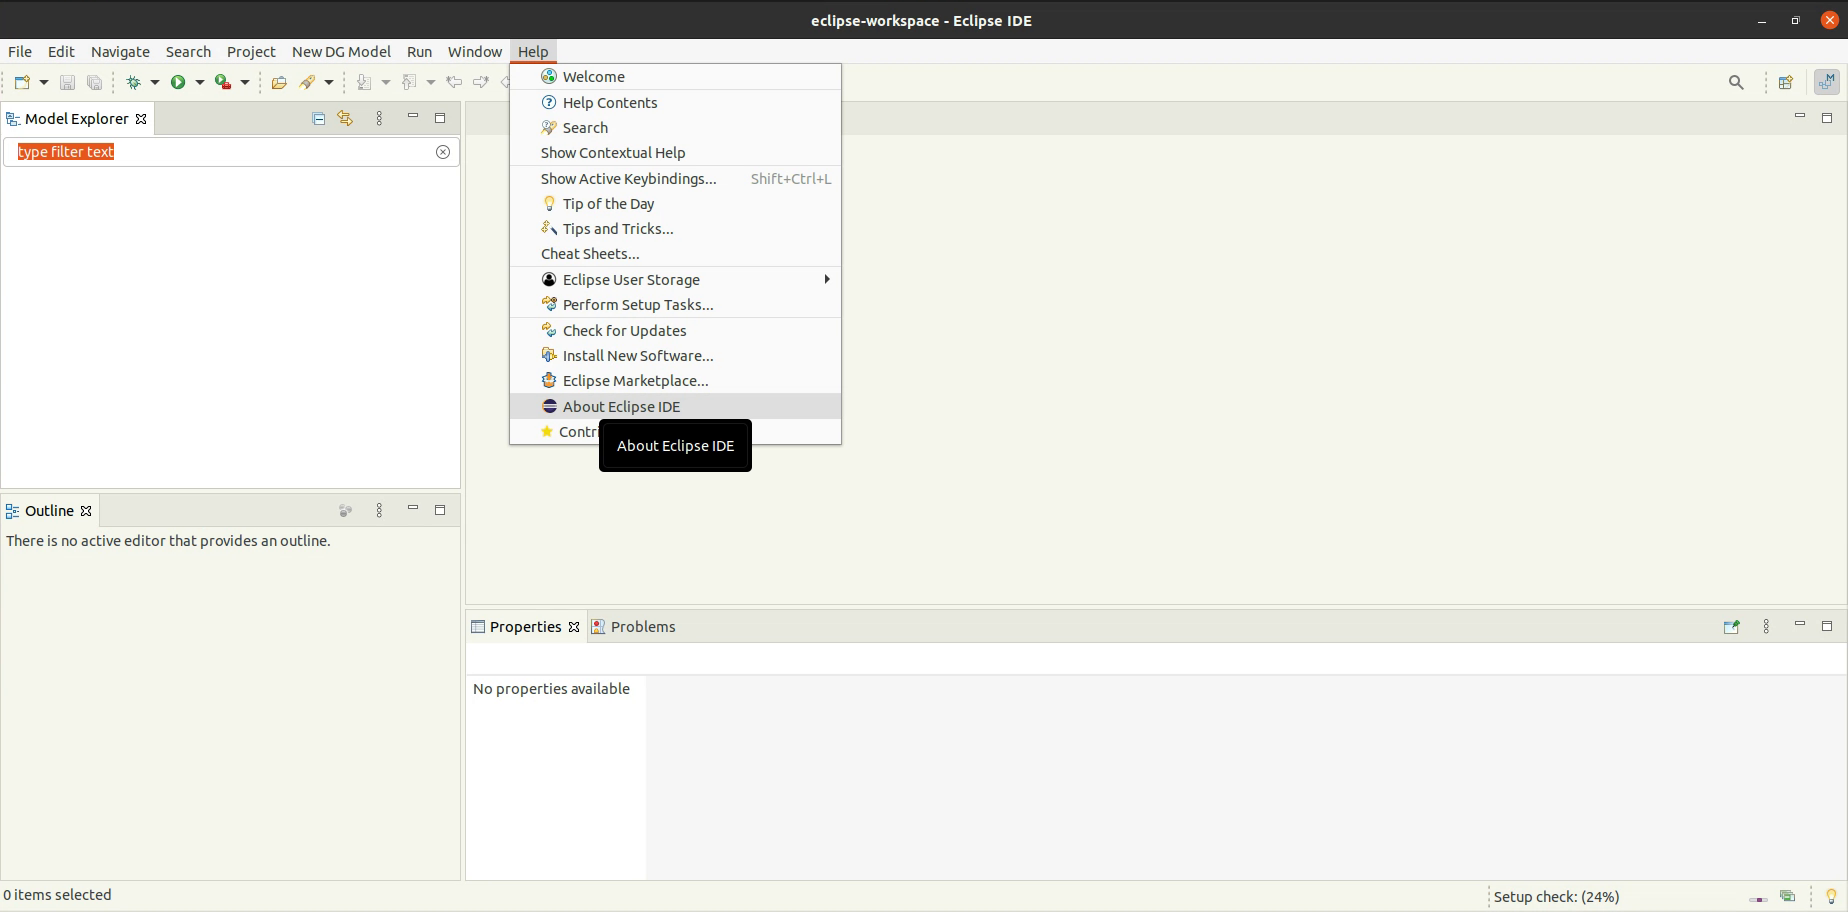 eclipse-workspace - Eclipse IDE
File Edit Navigate Search Project New DG Model Run Window Help
Welcome
Help Contents
Search
Show Contextual Help
Show Active Keybindings... Shift+Ctrl+L
Tip of the Day
Tips and Tricks...
Cheat Sheets...
Eclipse User Storage
Perform Setup Tasks...
Check for Updates
Install New Software...
Eclipse Marketplace...
About Eclipse IDE
Contri
About Eclipse IDE
Model Explorer
type filter text
Outline
There is no active editor that provides an outline.
Properties Problems
No properties available
0 items selected
Setup check: (24%)